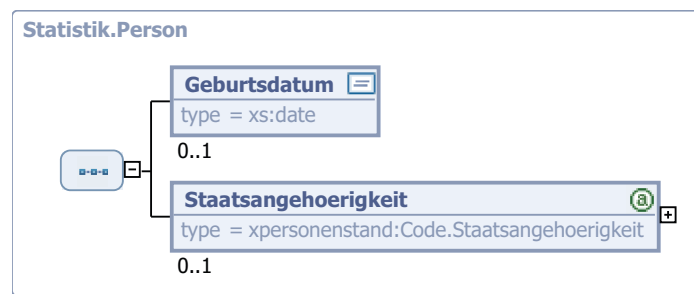 Statistik.Person
Geburtsdatum
type = xs:date
0..1
Staatsangehoerigkeit
type = xpersonenstand:Code.Staatsangehoerigkeit
0..1